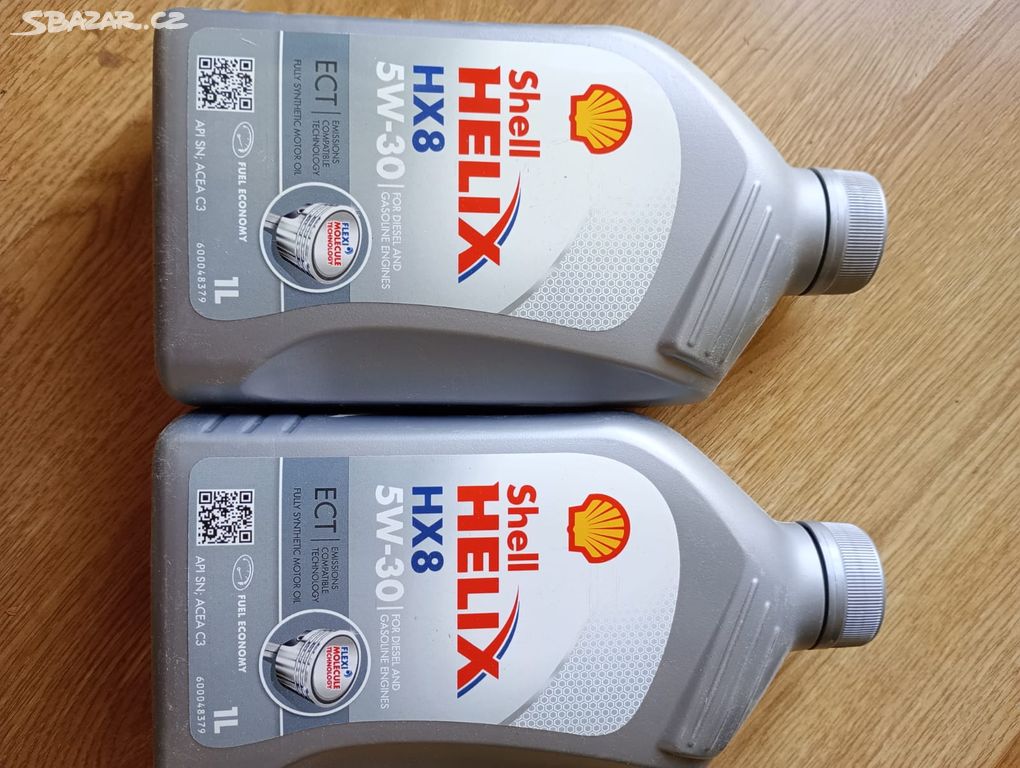 SBAZAR.CZ
Shell
HELIX
HX8
5W-30
FOR DIESEL AND
GASOLINE ENGINES
ECT
EMISSIONS
COMPATIBLE
TECHNOLOGY
FULLY SYNTHETIC MOTOR OIL
FLEXI
MOLECULE
TECHNOLOGY
FUEL ECONOMY
API SN; ACEA C3
600048379
1L
Shell
HELIX
HX8
5W-30
FOR DIESEL AND
GASOLINE ENGINES
ECT
EMISSIONS
COMPATIBLE
TECHNOLOGY
FULLY SYNTHETIC MOTOR OIL
FLEXI
MOLECULE
TECHNOLOGY
FUEL ECONOMY
API SN; ACEA C3
600048379
1L